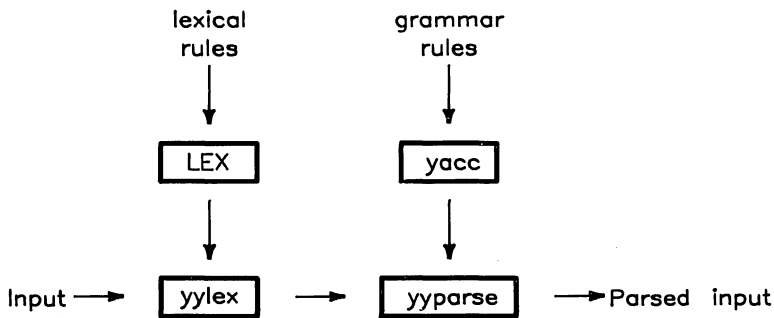 lexical
rules
grammar
rules
LEX
yacc
Input
yylex
yyparse
Parsed input